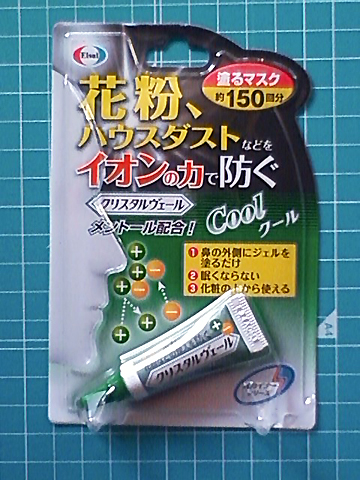 Eisai
塗るマスク
約150回分
花粉、
ハウスダストなどを
イオンの力で防ぐ
クリスタルヴェール
Cool クール
メントール配合!
1 鼻の外側にジェルを
塗るだけ
2 眠くならない
3 化粧の上から使える
クリスタルヴェール
A4